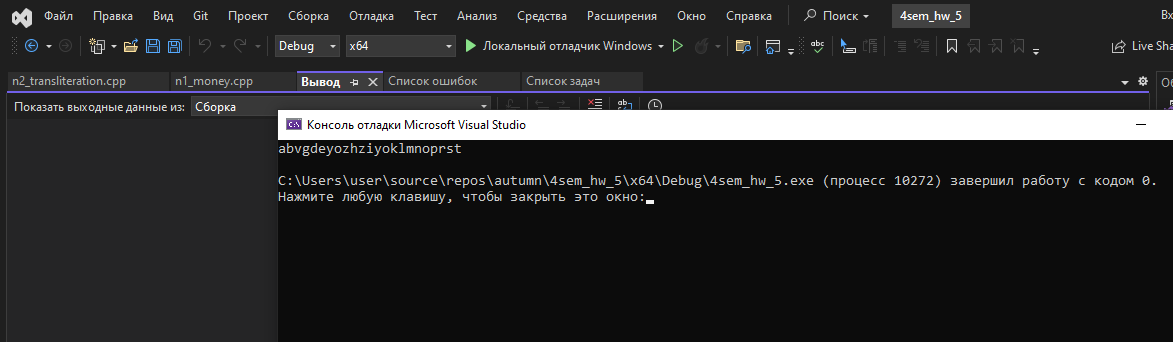 Файл Правка Вид Git Проект Сборка Отладка Тест Анализ Средства Расширения Окно Справка Поиск 4sem_hw_5 Вх
Debug x64 Локальный отладчик Windows Live Sha
n2_transliteration.cpp n1_money.cpp Вывод Список ошибок Список задач Об
Показать выходные данные из: Сборка
Консоль отладки Microsoft Visual Studio
abvgdeyozhziyoklmnoprst
C:\Users\user\source\repos\autumn\4sem_hw_5\x64\Debug\4sem_hw_5.exe (процесс 10272) завершил работу с кодом 0.
Нажмите любую клавишу, чтобы закрыть это окно: